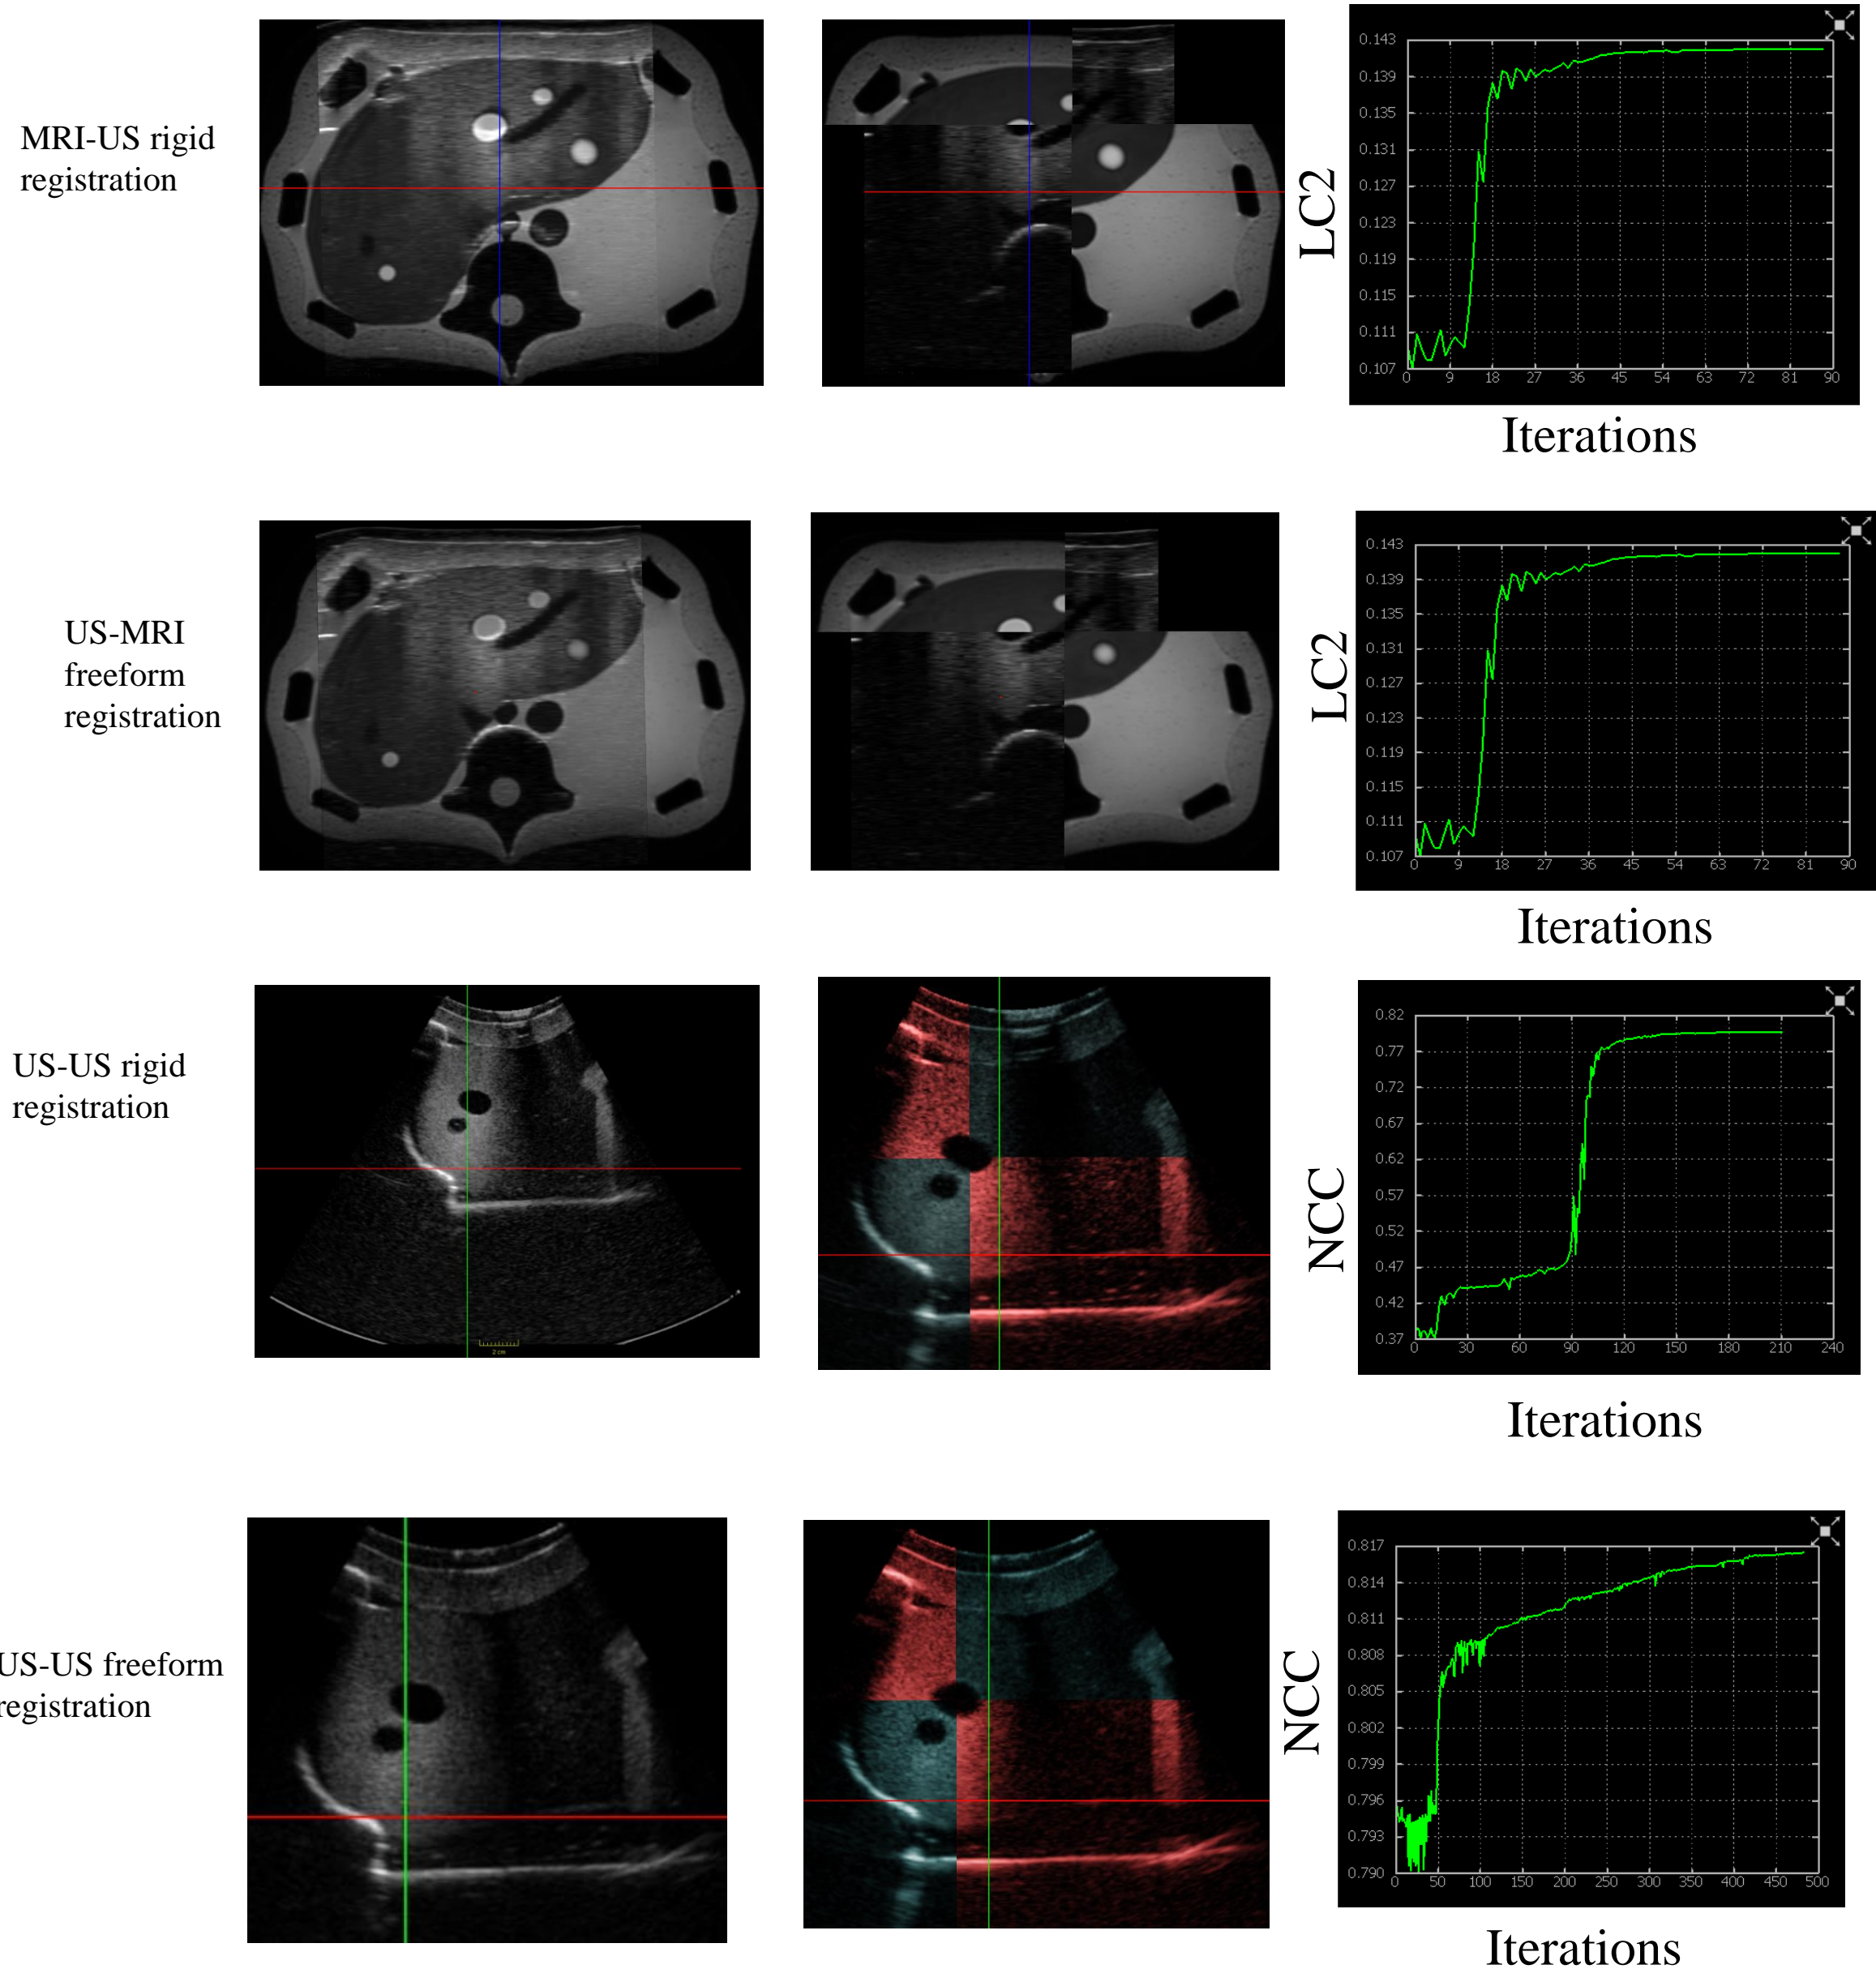 MRI-US rigid
registration
LC2
0.143
0.139
0.135
0.131
0.127
0.123
0.119
0.115
0.111
0.107
0 9 18 27 36 45 54 63 72 81 90
Iterations
US-MRI
freeform
registration
LC2
0.143
0.139
0.135
0.131
0.127
0.123
0.119
0.115
0.111
0.107
0 9 18 27 36 45 54 63 72 81 90
Iterations
US-US rigid
registration
2 cm
NCC
0.82
0.77
0.72
0.67
0.62
0.57
0.52
0.47
0.42
0.37
0 30 60 90 120 150 180 210 240
Iterations
US-US freeform
registration
NCC
0.817
0.814
0.811
0.808
0.805
0.802
0.799
0.796
0.793
0.790
0 50 100 150 200 250 300 350 400 450 500
Iterations